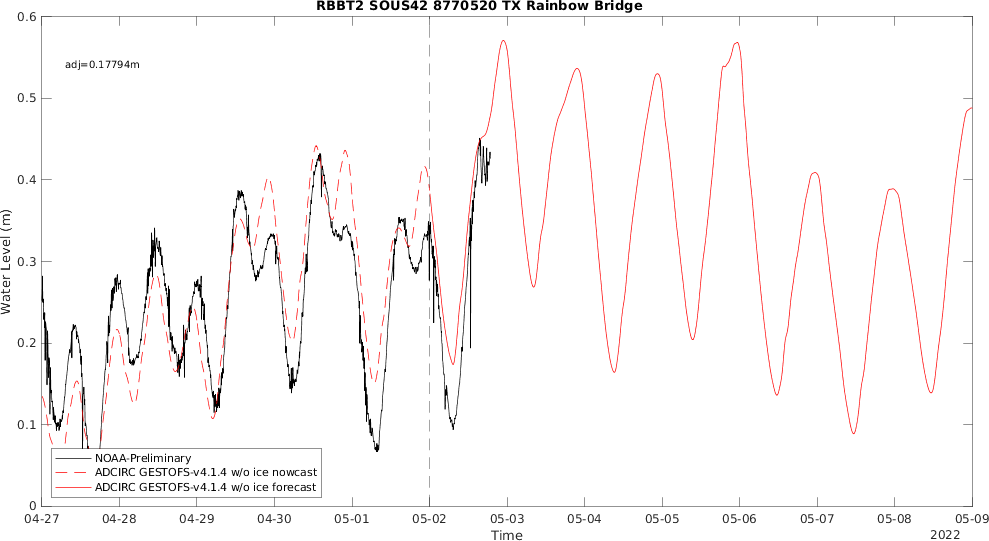 RBBT2 SOUS42 8770520 TX Rainbow Bridge
adj=0.17794m
Water Level (m)
0.6
0.5
0.4
0.3
0.2
0.1
0
NOAA-Preliminary
ADCIRC GESTOFS-v4.1.4 w/o ice nowcast
ADCIRC GESTOFS-v4.1.4 w/o ice forecast
04-27 04-28 04-29 04-30 05-01 05-02 05-03 05-04 05-05 05-06 05-07 05-08 05-09
Time
2022